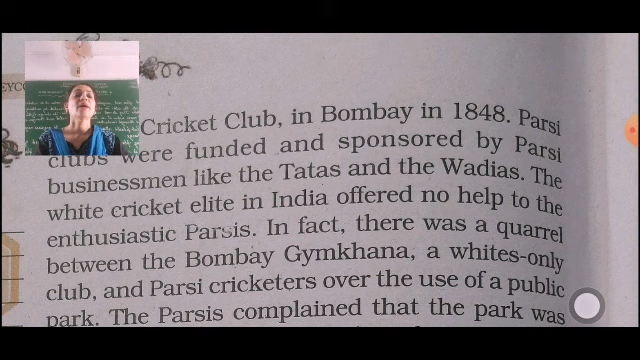 EYCO
Cricket Club, in Bombay in 1848. Parsi
clubs were funded and sponsored by Parsi
businessmen like the Tatas and the Wadias. The
white cricket elite in India offered no help to the
enthusiastic Parsis. In fact, there was a quarrel
between the Bombay Gymkhana, a whites-only
club, and Parsi cricketers over the use of a public
park. The Parsis complained that the park was